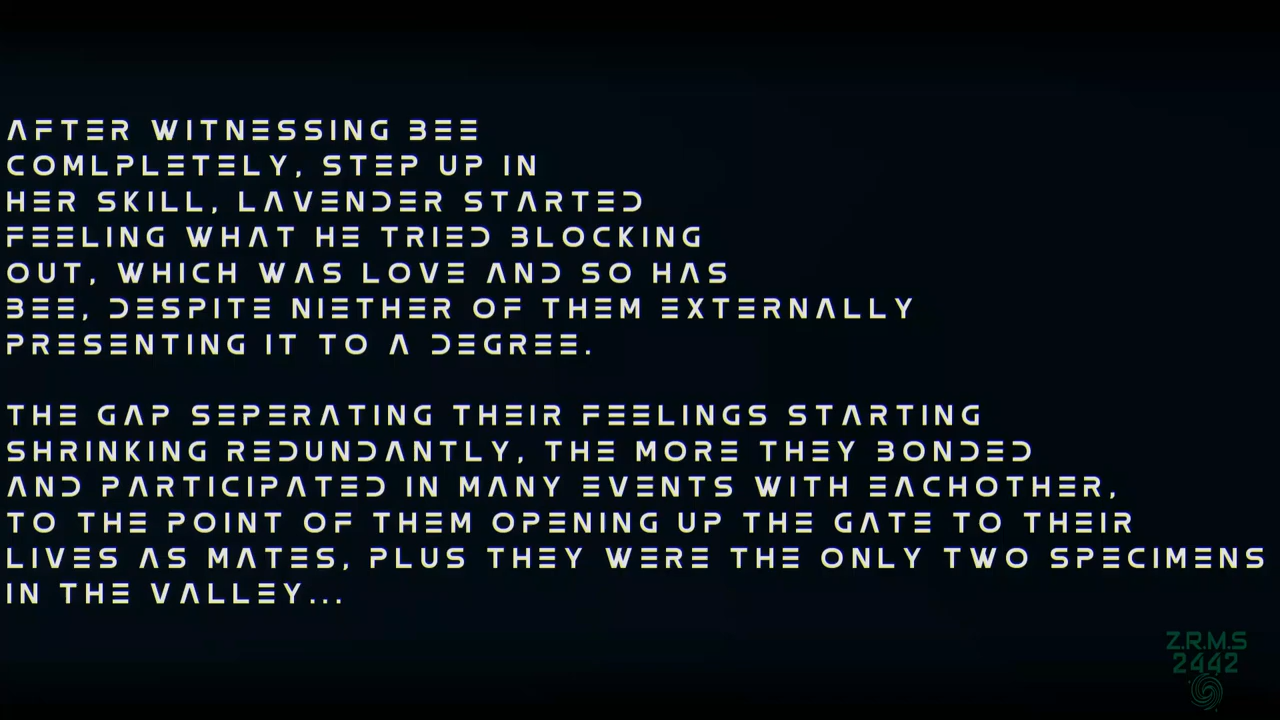 AFTER WITNESSING BEE
COMLPLETELY, STEP UP IN
HER SKILL, LAVENDER STARTED
FEELING WHAT HE TRIED BLOCKING
OUT, WHICH WAS LOVE AND SO HAS
BEE, DESPITE NIETHER OF THEM EXTERNALLY
PRESENTING IT TO A DEGREE.
THE GAP SEPERATING THEIR FEELINGS STARTING
SHRINKING REDUNDANTLY, THE MORE THEY BONDED
AND PARTICIPATED IN MANY EVENTS WITH EACHOTHER,
TO THE POINT OF THEM OPENING UP THE GATE TO THEIR
LIVES AS MATES, PLUS THEY WERE THE ONLY TWO SPECIMENS
IN THE VALLEY...
Z.R.M.S
2442